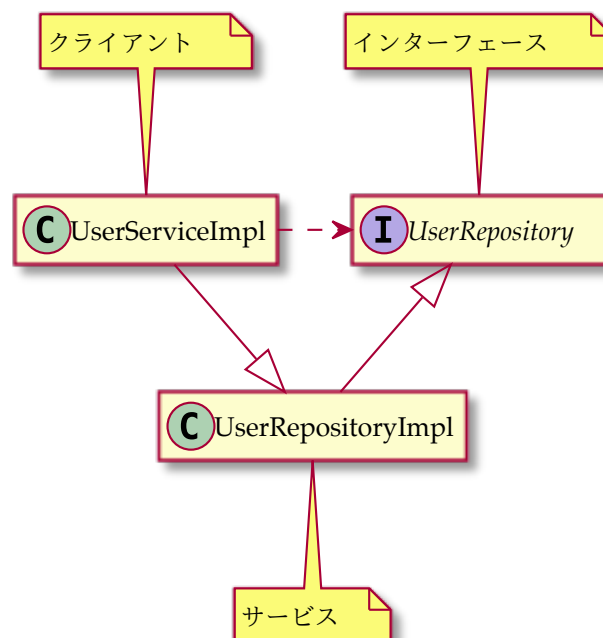 クライアント
インターフェース
C UserServiceImpl
I UserRepository
C UserRepositoryImpl
サービス